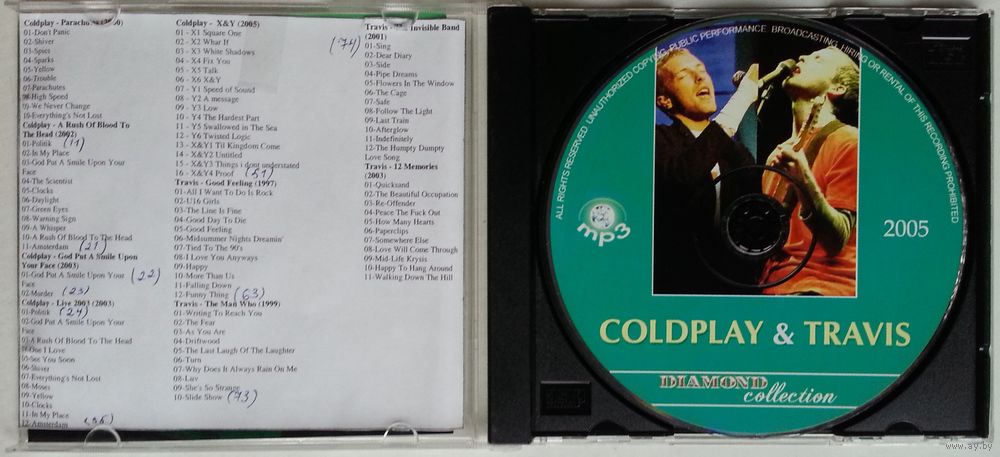 Coldplay - Parachutes (2000)
01-Don't Panic
02-Shiver
03-Spies
04-Sparks
05-Yellow
06-Trouble
07-Parachutes
08-High Speed
09-We Never Change
10-Everything's Not Lost
Coldplay - A Rush Of Blood To
The Head (2002)
01-Politik (11)
02-In My Place
03-God Put A Smile Upon Your
Face
04-The Scientist
05-Clocks
06-Daylight
07-Green Eyes
08-Warning Sign
09-A Whisper
10-A Rush Of Blood To The Head
11-Amsterdam (21)
Coldplay - God Put A Smile Upon
Your Face (2003)
01-God Put A Smile Upon Your (22)
Face
02-Murder (23)
Coldplay - Live 2003 (2003)
01-Politik (24)
02-God Put A Smile Upon Your
Face
03-A Rush Of Blood To The Head
04-One I Love
05-See You Soon
06-Shiver
07-Everything's Not Lost
08-Moses
09-Yellow
10-Clocks
11-In My Place
12-Amsterdam
Coldplay - X&Y (2005)
01 - X1 Square One
02 - X2 What If
03 - X3 White Shadows
04 - X4 Fix You
05 - X5 Talk
06 - X6 X&Y
07 - Y1 Speed of Sound
08 - Y2 A message
09 - Y3 Low
10 - Y4 The Hardest Part
11 - Y5 Swallowed in The Sea
12 - Y6 Twisted Logic
13 - X&Y1 Til Kingdom Come
14 - X&Y2 Untitled
15 - X&Y3 Things i dont understated
16 - X&Y4 Proof (51)
Travis - Good Feeling (1997)
01-All I Want To Do Is Rock
02-U16 Girls
03-The Line Is Fine
04-Good Day To Die
05-Good Feeling
06-Midsummer Nights Dreamin'
07-Tied To The 90's
08-I Love You Anyways
09-Happy
10-More Than Us
11-Falling Down
12-Funny Thing (63)
Travis - The Man Who (1999)
01-Writing To Reach You
02-The Fear
03-As You Are
04-Driftwood
05-The Last Laugh Of The Laughter
06-Turn
07-Why Does It Always Rain On Me
08-Luv
09-She's So Strange
10-Slide Show (73)
Travis - The Invisible Band
(2001)
(74) 01-Sing
02-Dear Diary
03-Side
04-Pipe Dreams
05-Flowers In The Window
06-The Cage
07-Safe
08-Follow The Light
09-Last Train
10-Afterglow
11-Indefinitely
12-The Humpty Dumpty
Love Song
Travis - 12 Memories
(2003)
01-Quicksand
02-The Beautiful Occupation
03-Re-Offender
04-Peace The Fuck Out
05-How Many Hearts
06-Paperclips
07-Somewhere Else
08-Love Will Come Through
09-Mid-Life Krysis
10-Happy To Hang Around
11-Walking Down The Hill
ALL RIGHTS RESERVED UNAUTHORIZED COPYING, PUBLIC PERFORMANCE BROADCASTING, HIRING OR RENTAL OF THIS RECORDING PROHIBITED
mp3
2005
COLDPLAY & TRAVIS
DIAMOND
collection
www.ay.by